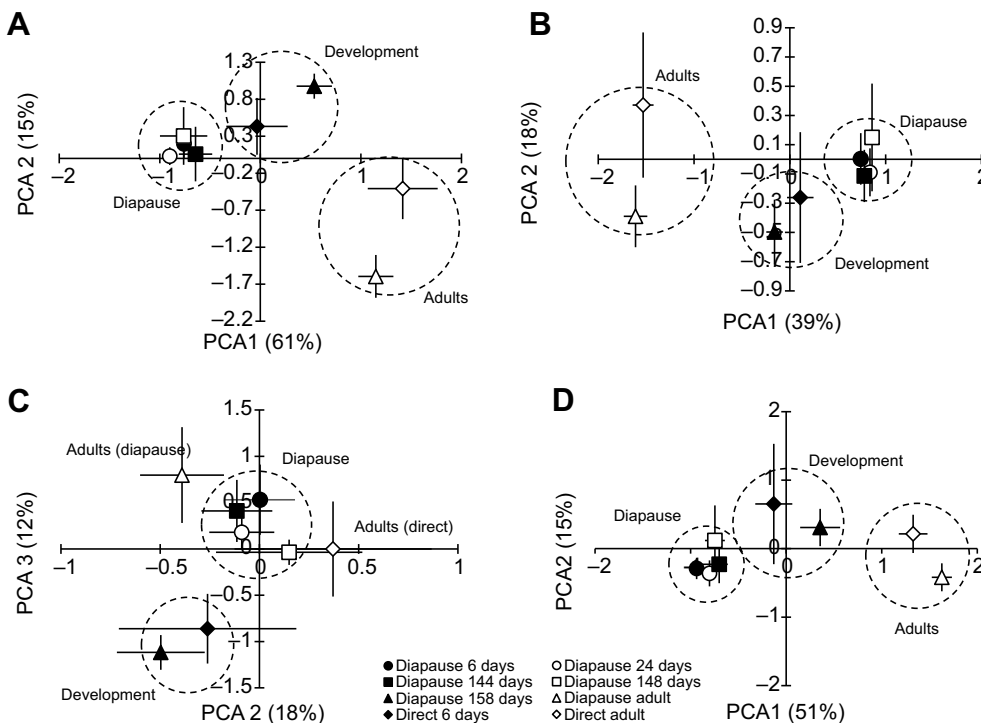 A
Development
1.3
0.8
0.3
PCA 2 (15%)
–2
–1
0
1
2
–0.2
Diapause
–0.7
–1.2
–1.7
–2.2
Adults
PCA1 (61%)
B
0.9
0.7
0.5
0.3
0.1
Adults
Diapause
PCA 2 (18%)
–2
–1
0
1
2
–0.1
–0.3
–0.5
–0.7
–0.9
Development
PCA1 (39%)
C
1.5
1
0.5
Adults (diapause)
Diapause
Adults (direct)
PCA 3 (12%)
–1
–0.5
0
0.5
1
–0.5
–1
–1.5
Development
PCA 2 (18%)
D
2
1
Development
Diapause
PCA2 (15%)
–2
–1
0
0
1
2
–1
–2
Adults
PCA1 (51%)
Diapause 6 days
Diapause 24 days
Diapause 144 days
Diapause 148 days
Diapause 158 days
Diapause adult
Direct 6 days
Direct adult